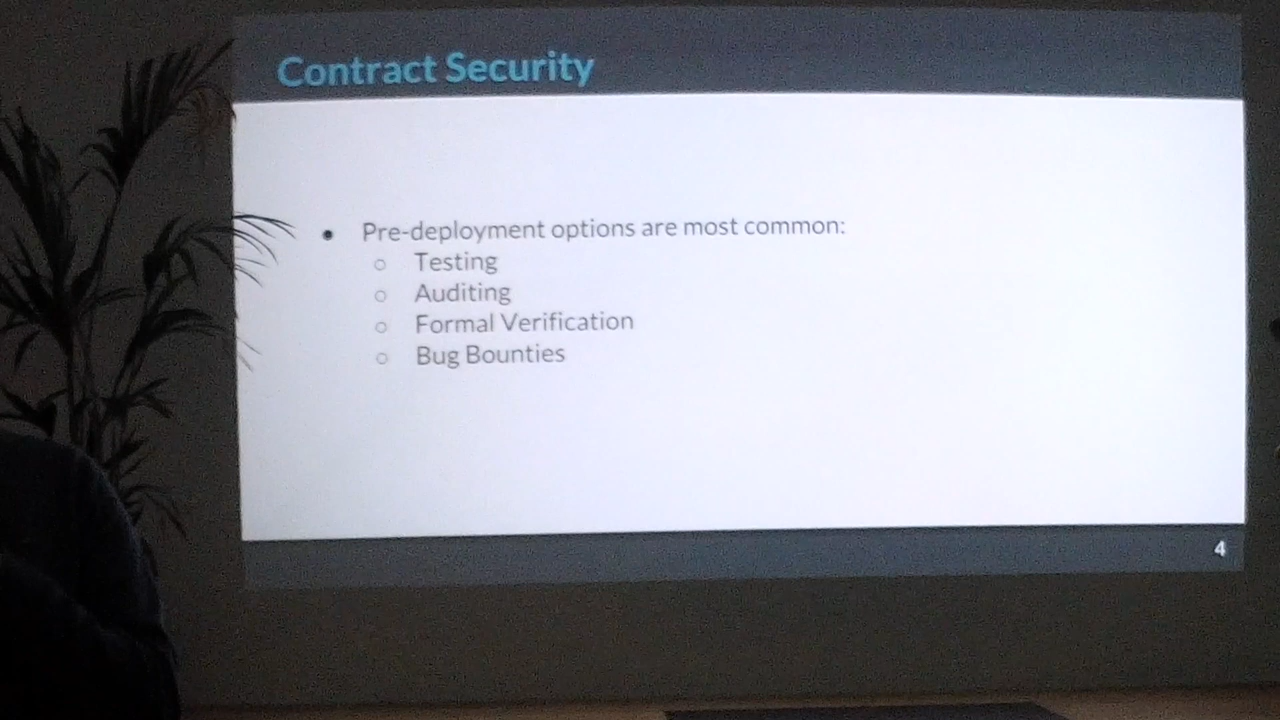 Contract Security
● Pre-deployment options are most common:
○ Testing
○ Auditing
○ Formal Verification
○ Bug Bounties
4